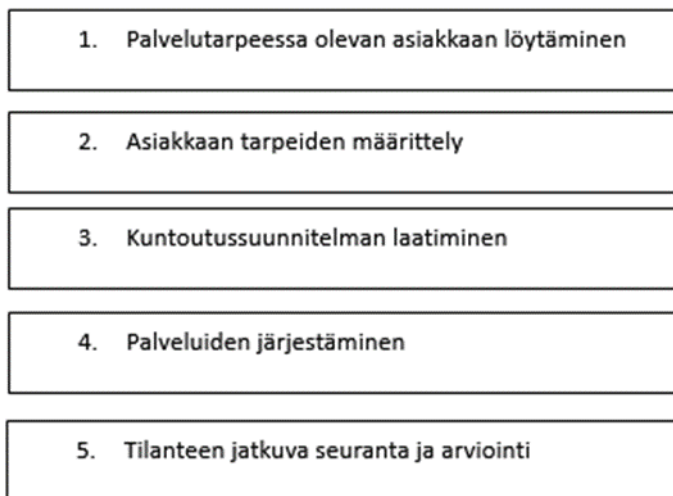 1. Palvelutarpeessa olevan asiakkaan löytäminen
2. Asiakkaan tarpeiden määrittely
3. Kuntoutussuunnitelman laatiminen
4. Palveluiden järjestäminen
5. Tilanteen jatkuva seuranta ja arviointi